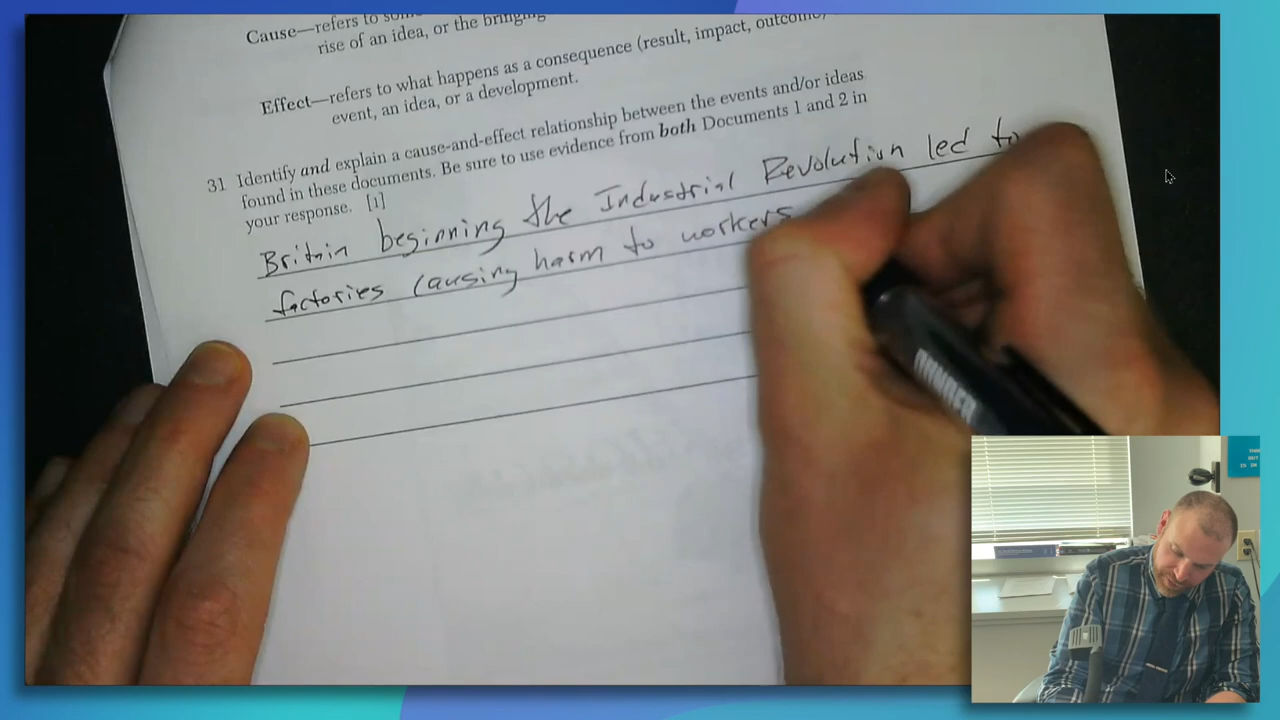 Cause—refers to
rise of an idea, or the bringing
Effect—refers to what happens as a consequence (result, impact, outcome)
event, an idea, or a development.
31 Identify and explain a cause-and-effect relationship between the events and/or ideas
found in these documents. Be sure to use evidence from both Documents 1 and 2 in
your response. [1]
Britain beginning the Industrial Revolution led to
factories causing harm to workers